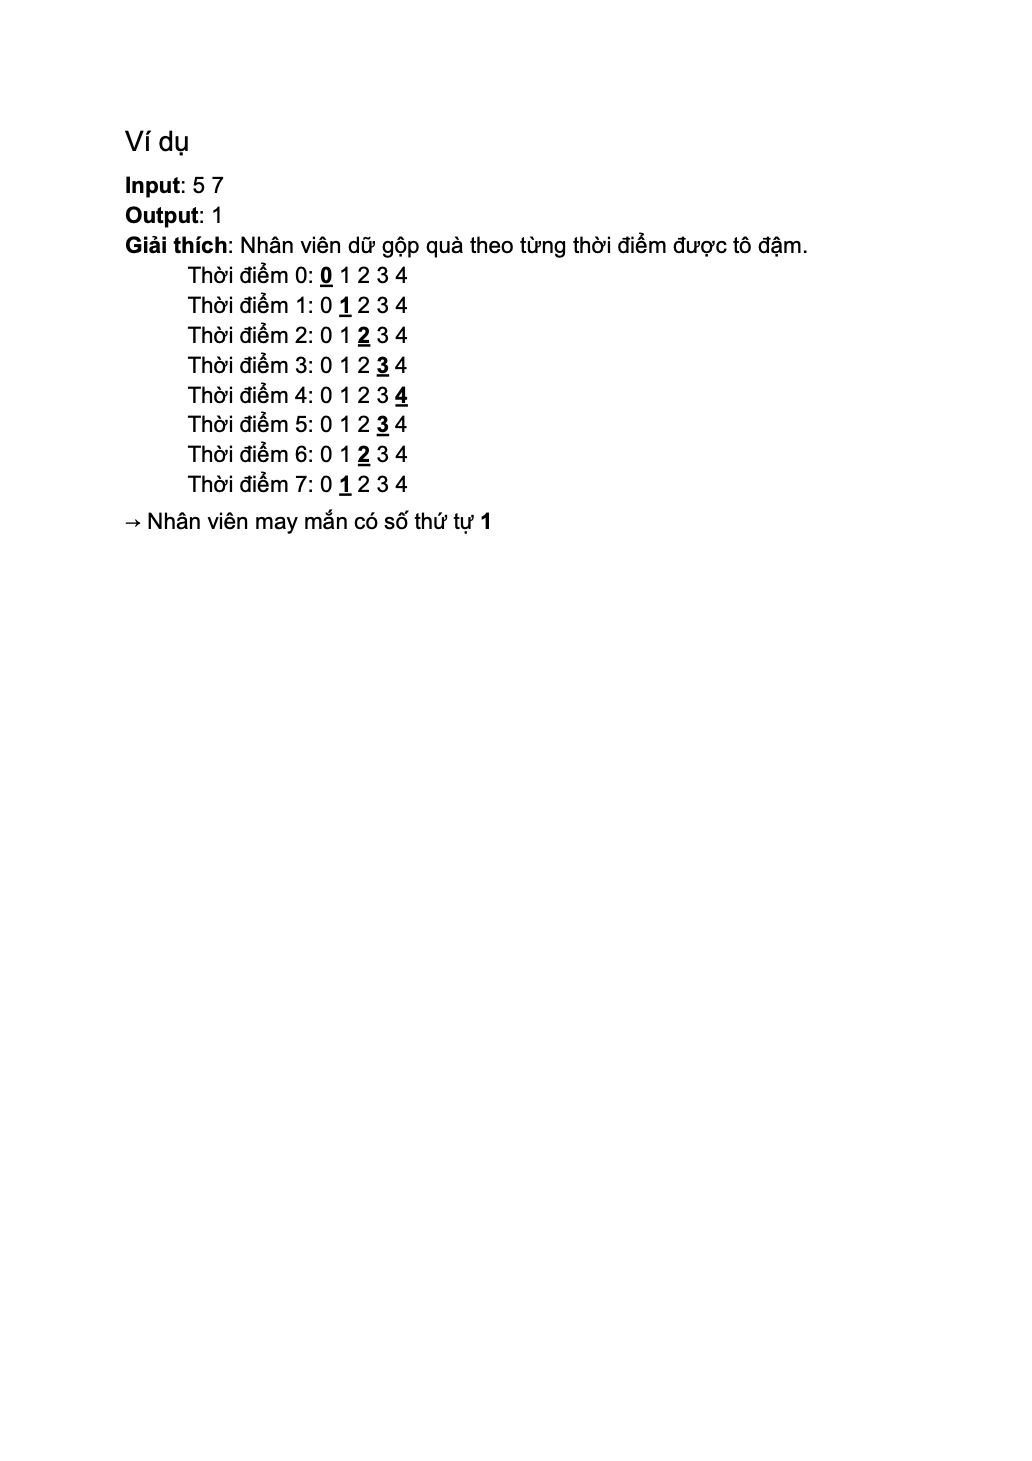 Ví dụ
Input: 5 7
Output: 1
Giải thích: Nhân viên dữ gộp quà theo từng thời điểm được tô đậm.
Thời điểm 0: 0 1 2 3 4
Thời điểm 1: 0 1 2 3 4
Thời điểm 2: 0 1 2 3 4
Thời điểm 3: 0 1 2 3 4
Thời điểm 4: 0 1 2 3 4
Thời điểm 5: 0 1 2 3 4
Thời điểm 6: 0 1 2 3 4
Thời điểm 7: 0 1 2 3 4
→ Nhân viên may mắn có số thứ tự 1